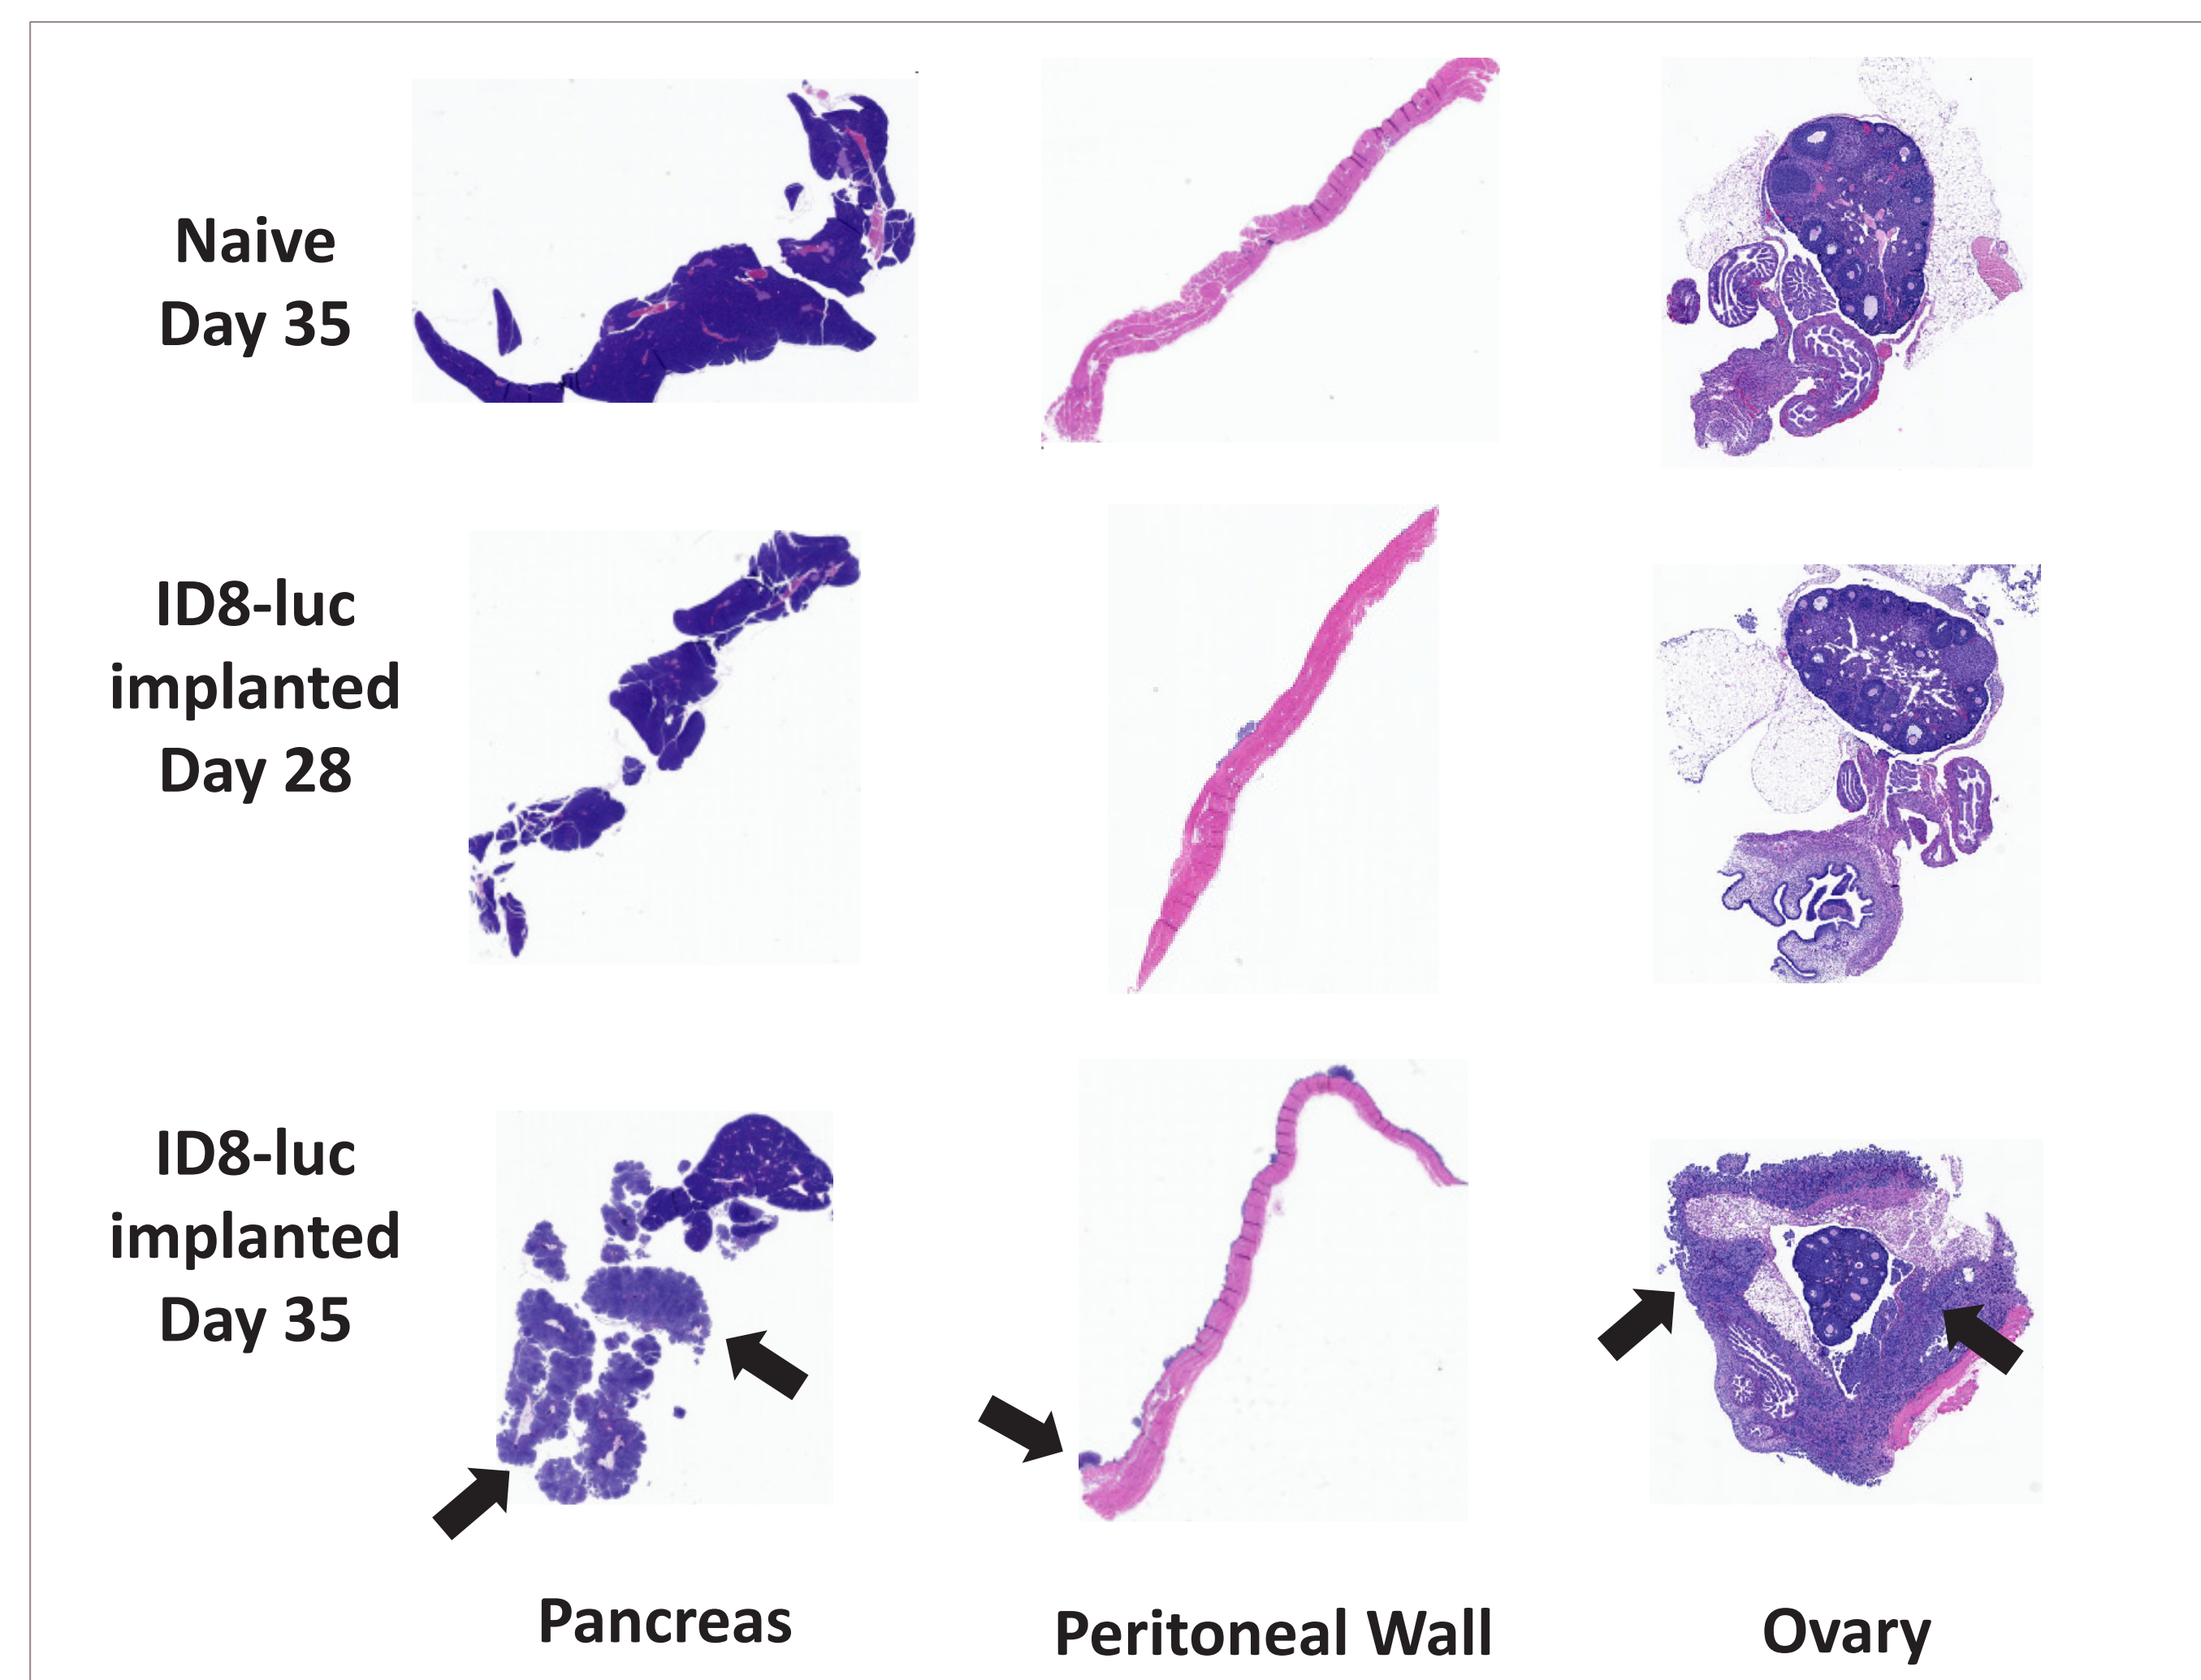 Naive
Day 35
ID8-luc
implanted
Day 28
ID8-luc
implanted
Day 35
Pancreas
Peritoneal Wall
Ovary